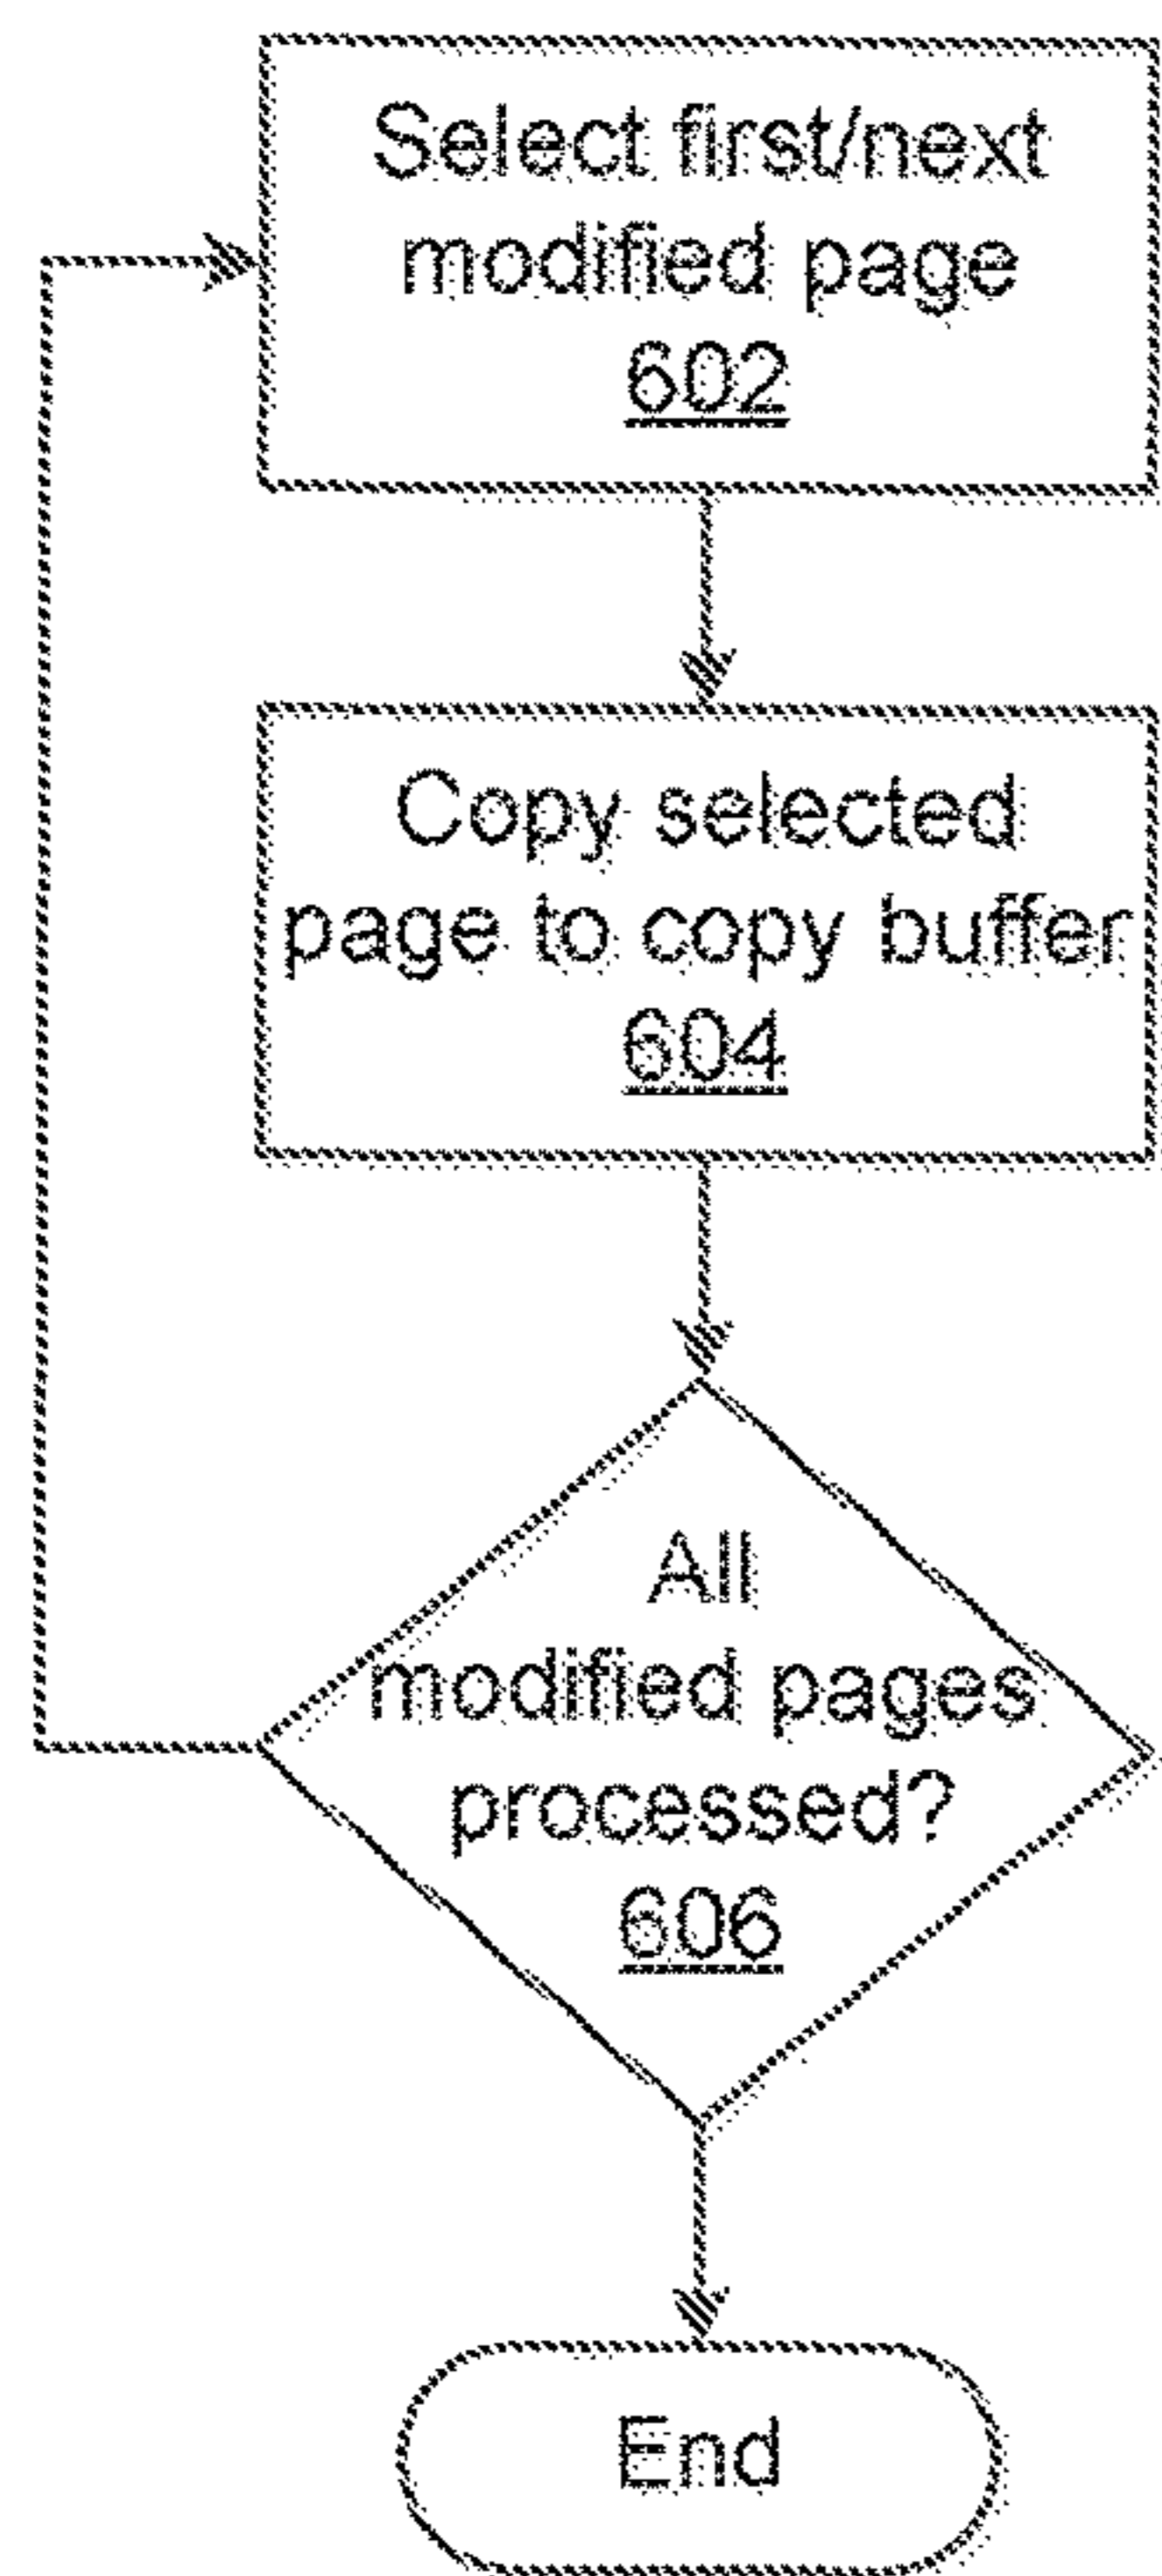 Select first/next
modified page
602
Copy selected
page to copy buffer
604
All
modified pages
processed?
606
End